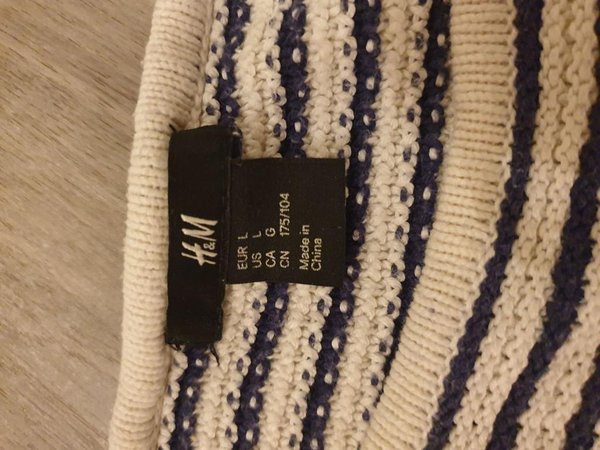 H&M
EUR L
US L
CA G
CN 175/104
Made in
China